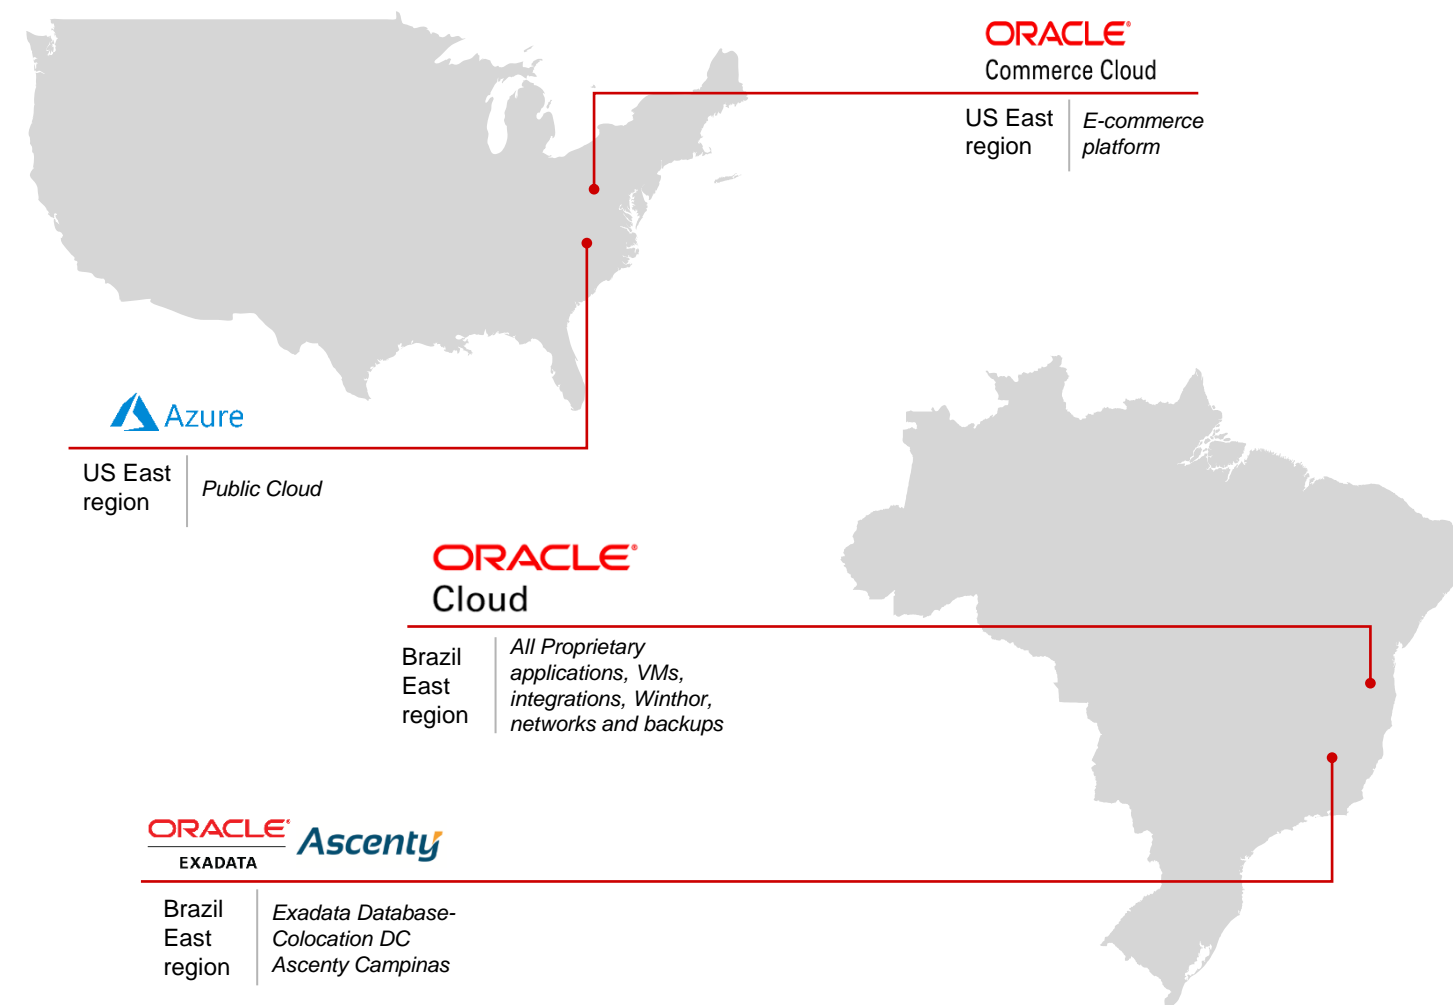 ORACLE®
Commerce Cloud
US East
region
E-commerce
platform
Azure
US East
region
Public Cloud
ORACLE®
Cloud
Brazil
East
region
All Proprietary
applications, VMs,
integrations, Winthor,
networks and backups
ORACLE®
EXADATA
Ascenty
Brazil
East
region
Exadata Database-
Colocation DC
Ascenty Campinas